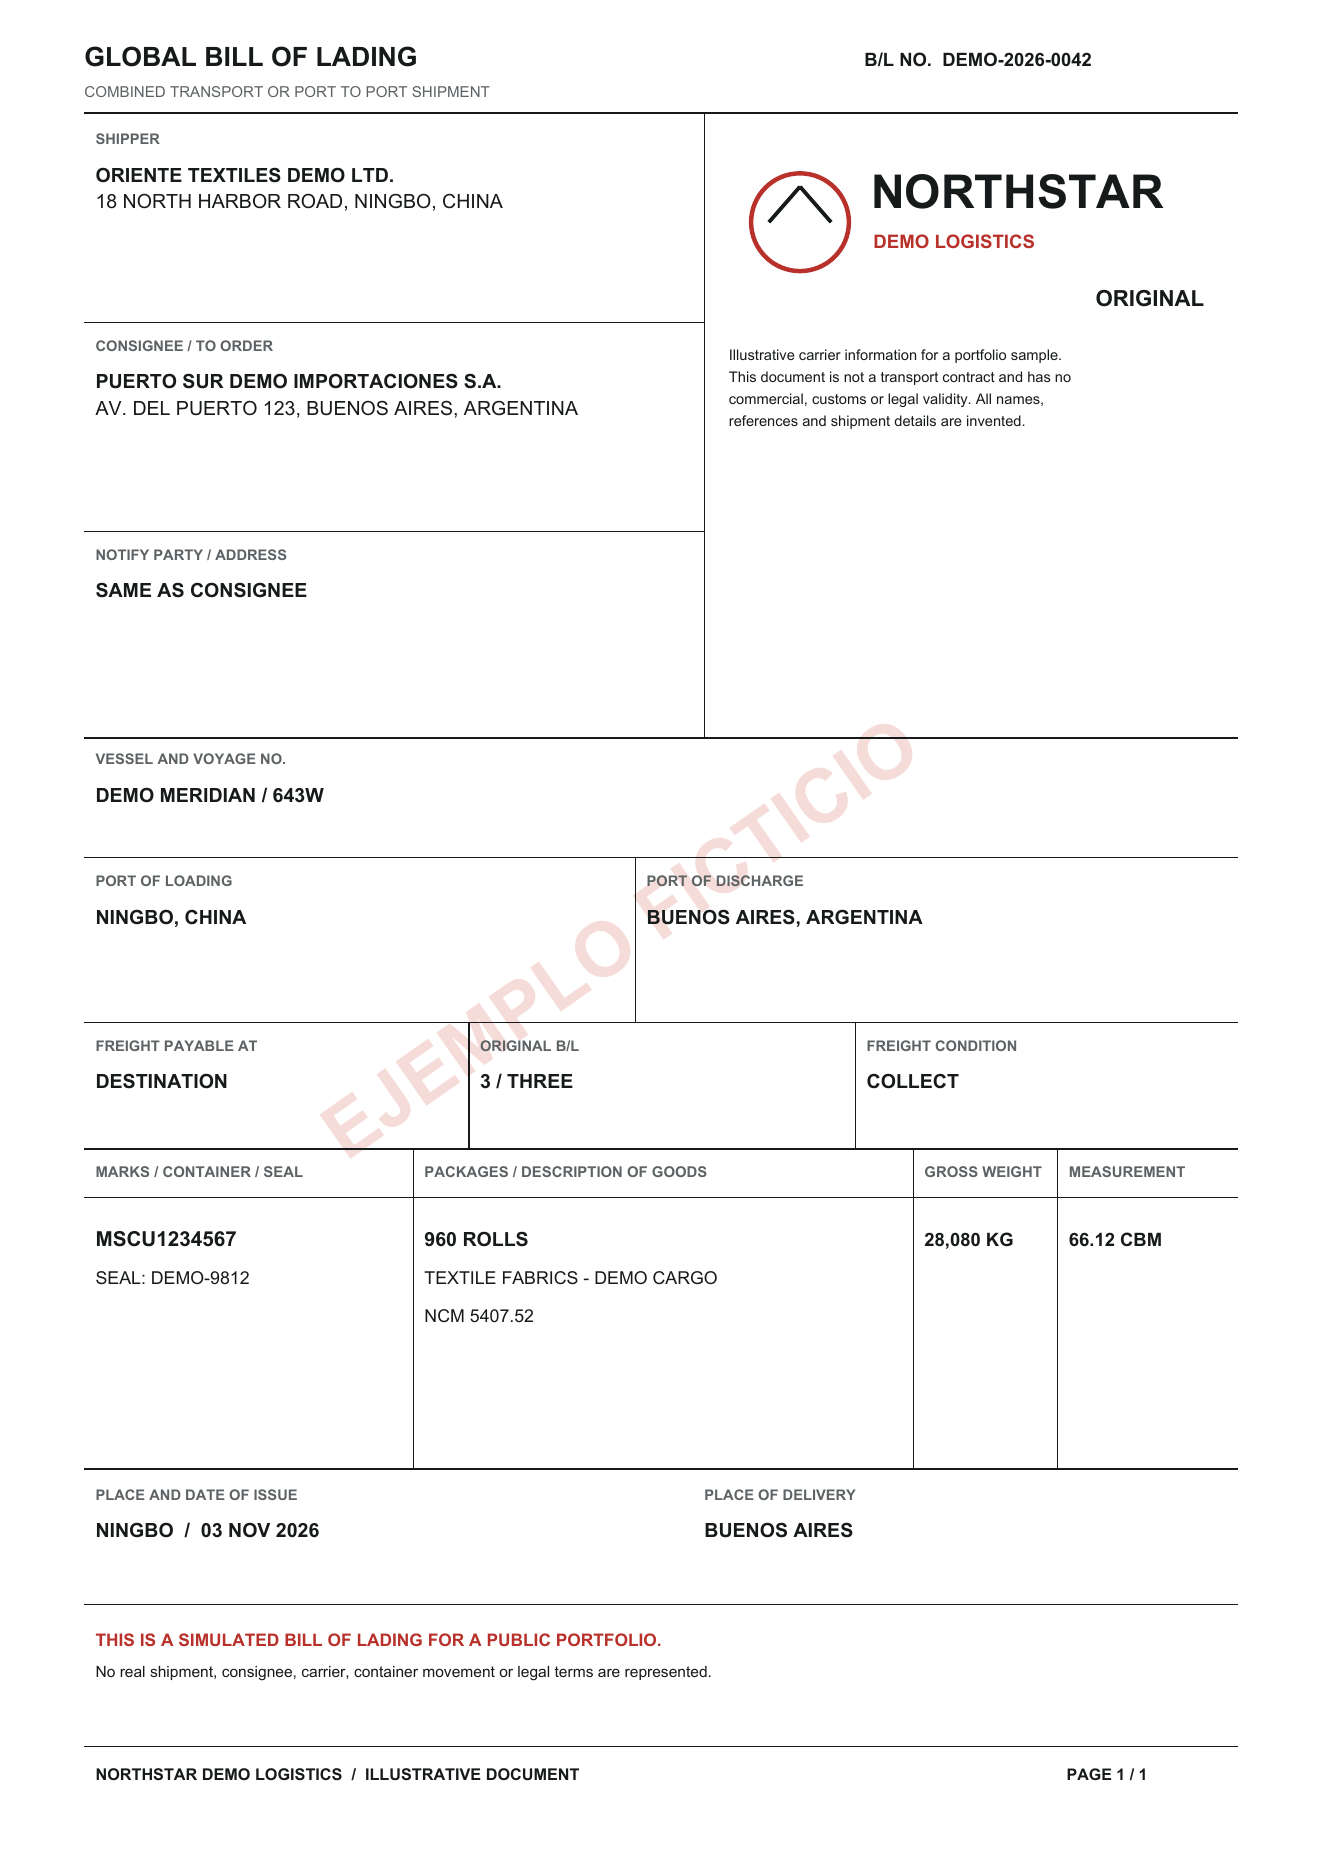 GLOBAL BILL OF LADING
B/L NO. DEMO-2026-0042
COMBINED TRANSPORT OR PORT TO PORT SHIPMENT
SHIPPER
ORIENTE TEXTILES DEMO LTD.
18 NORTH HARBOR ROAD, NINGBO, CHINA
NORTHSTAR
DEMO LOGISTICS
ORIGINAL
Illustrative carrier information for a portfolio sample.
This document is not a transport contract and has no
commercial, customs or legal validity. All names,
references and shipment details are invented.
CONSIGNEE / TO ORDER
PUERTO SUR DEMO IMPORTACIONES S.A.
AV. DEL PUERTO 123, BUENOS AIRES, ARGENTINA
NOTIFY PARTY / ADDRESS
SAME AS CONSIGNEE
VESSEL AND VOYAGE NO.
DEMO MERIDIAN / 643W
EJEMPLO FICTICIO
PORT OF LOADING
NINGBO, CHINA
PORT OF DISCHARGE
BUENOS AIRES, ARGENTINA
FREIGHT PAYABLE AT
DESTINATION
ORIGINAL B/L
3 / THREE
FREIGHT CONDITION
COLLECT
MARKS / CONTAINER / SEAL
PACKAGES / DESCRIPTION OF GOODS
GROSS WEIGHT
MEASUREMENT
MSCU1234567
SEAL: DEMO-9812
960 ROLLS
TEXTILE FABRICS - DEMO CARGO
NCM 5407.52
28,080 KG
66.12 CBM
PLACE AND DATE OF ISSUE
NINGBO / 03 NOV 2026
PLACE OF DELIVERY
BUENOS AIRES
THIS IS A SIMULATED BILL OF LADING FOR A PUBLIC PORTFOLIO.
No real shipment, consignee, carrier, container movement or legal terms are represented.
NORTHSTAR DEMO LOGISTICS / ILLUSTRATIVE DOCUMENT
PAGE 1 / 1